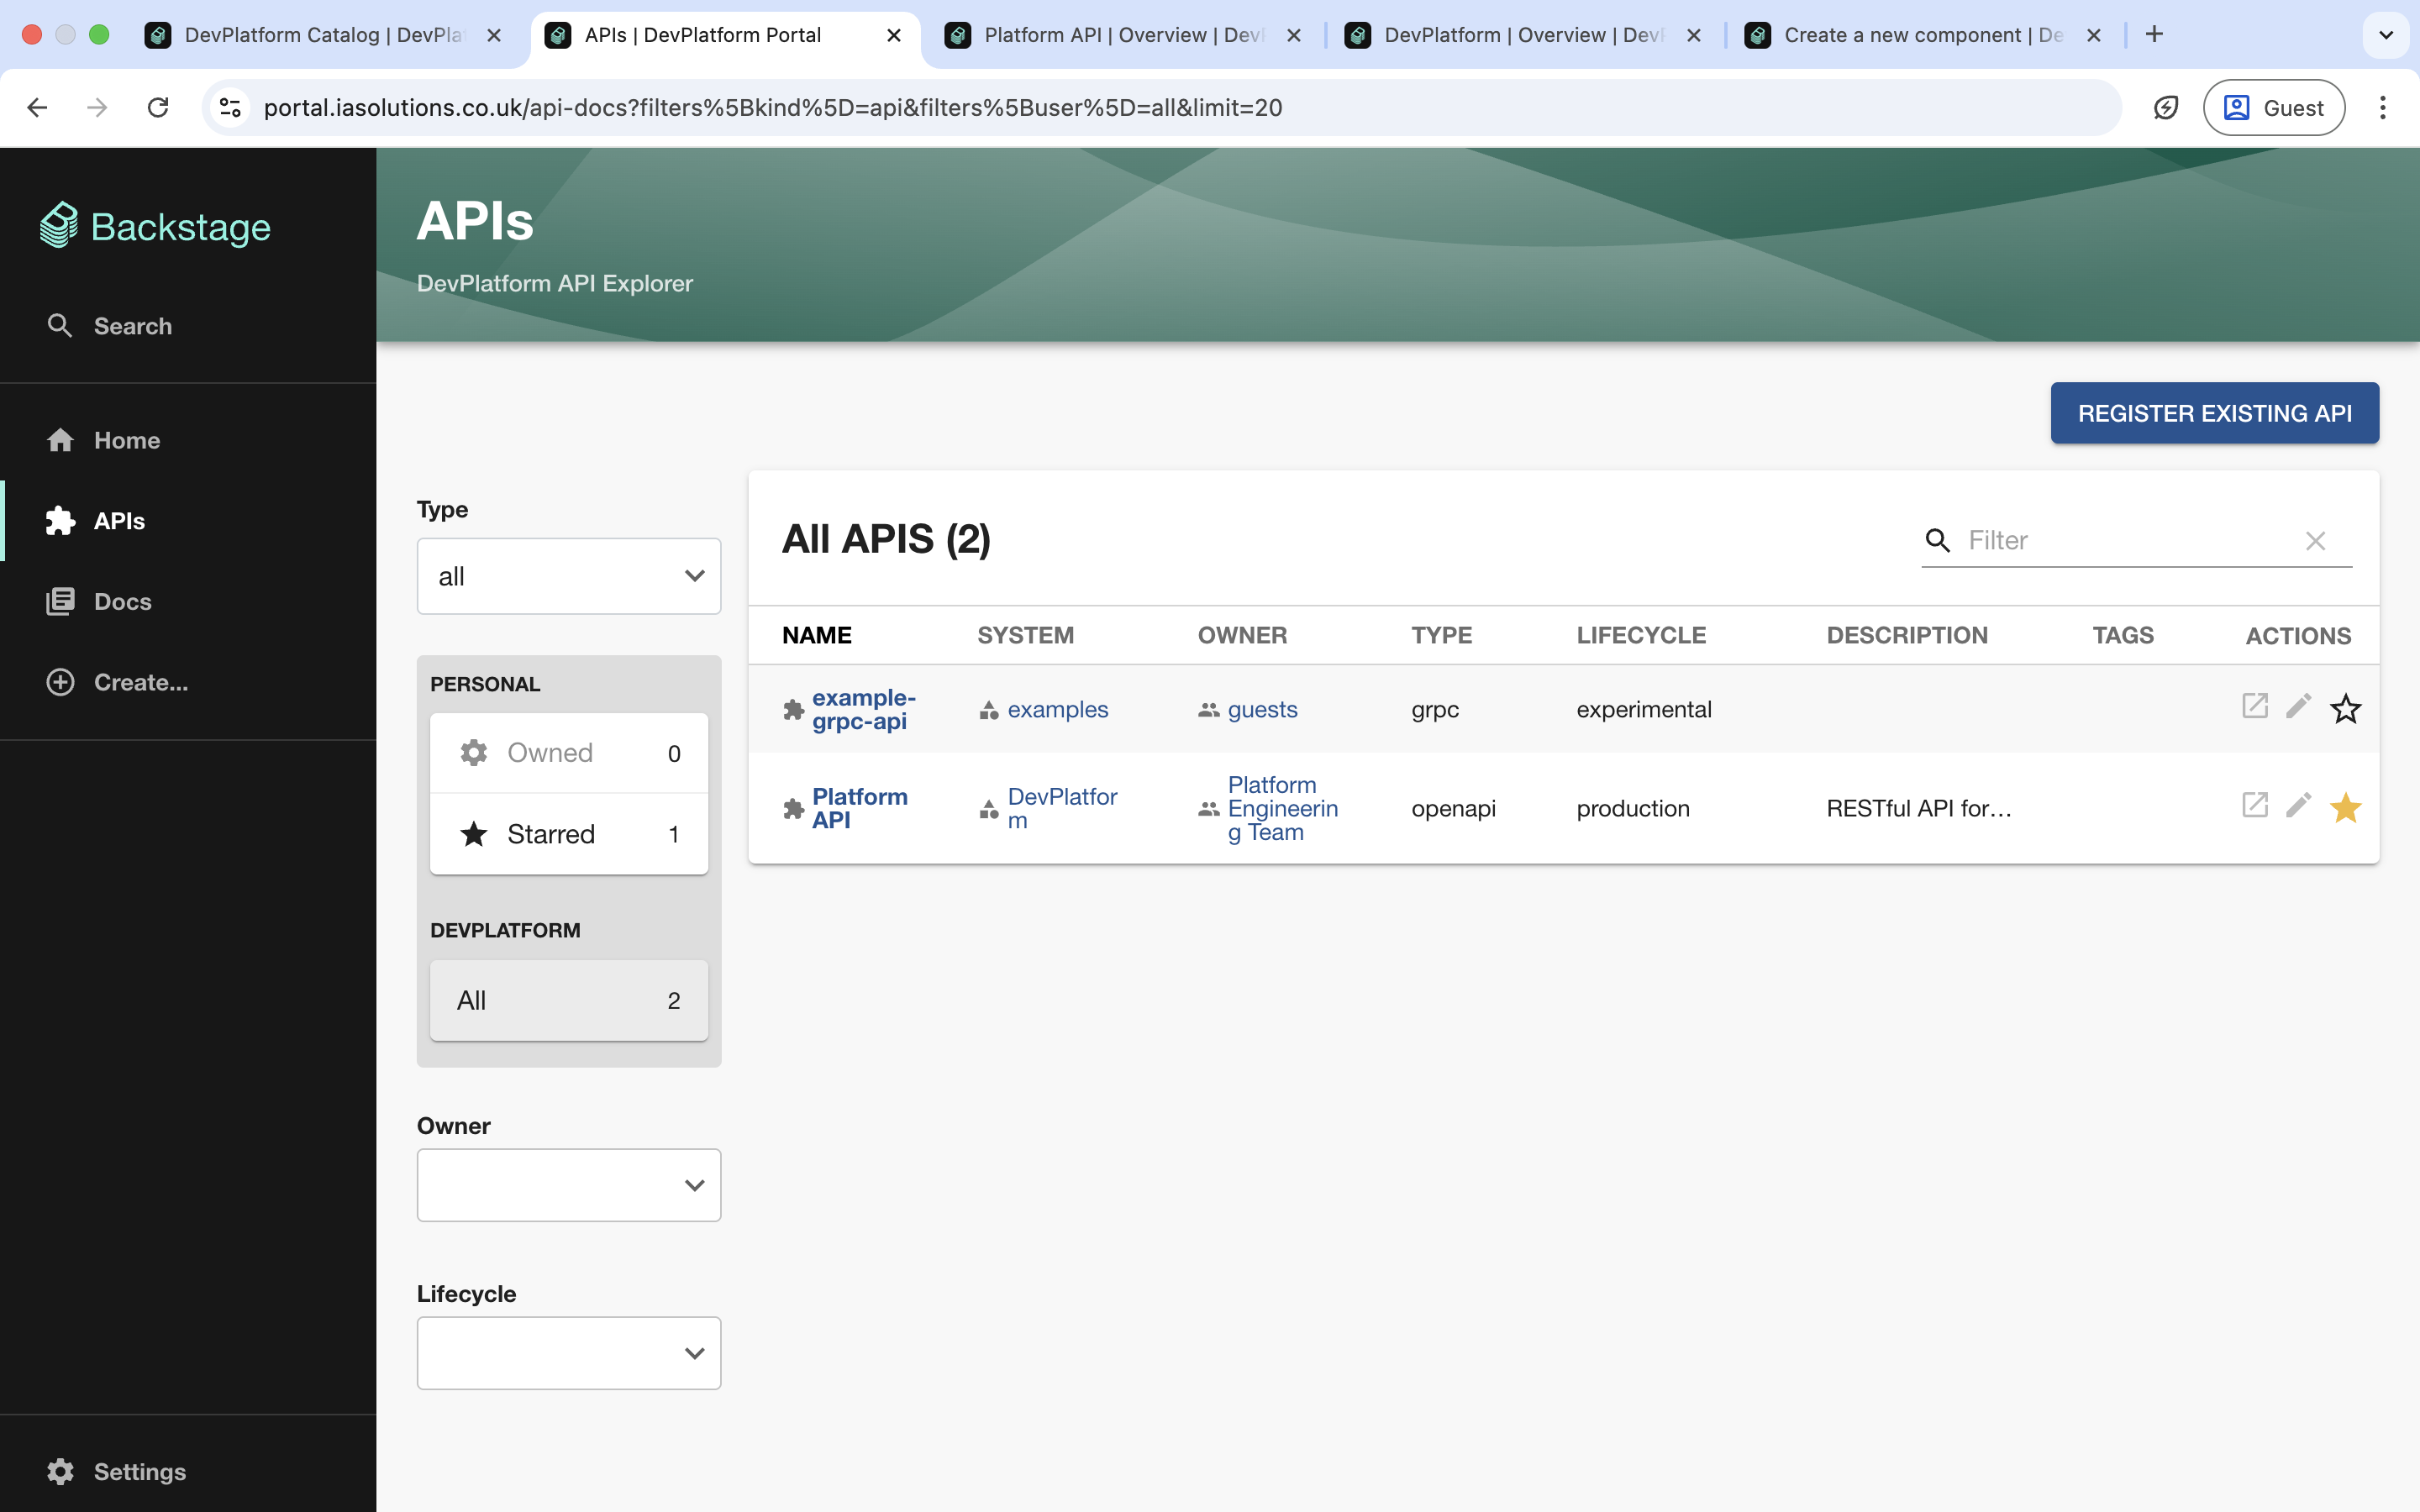 DevPlatform Catalog | DevPla
APIs | DevPlatform Portal
Platform API | Overview | Dev
DevPlatform | Overview | Dev
Create a new component | De
portal.iasolutions.co.uk/api-docs?filters%5Bkind%5D=api&filters%5Buser%5D=all&limit=20
Guest
Backstage
Search
Home
APIs
Docs
Create...
Settings
APIs
DevPlatform API Explorer
REGISTER EXISTING API
Type
all
PERSONAL
Owned 0
Starred 1
DEVPLATFORM
All 2
Owner
Lifecycle
All APIS (2)
Filter
NAME SYSTEM OWNER TYPE LIFECYCLE DESCRIPTION TAGS ACTIONS
example-
grpc-api
examples
guests
grpc
experimental
Platform
API
DevPlatfor
m
Platform
Engineerin
g Team
openapi
production
RESTful API for…